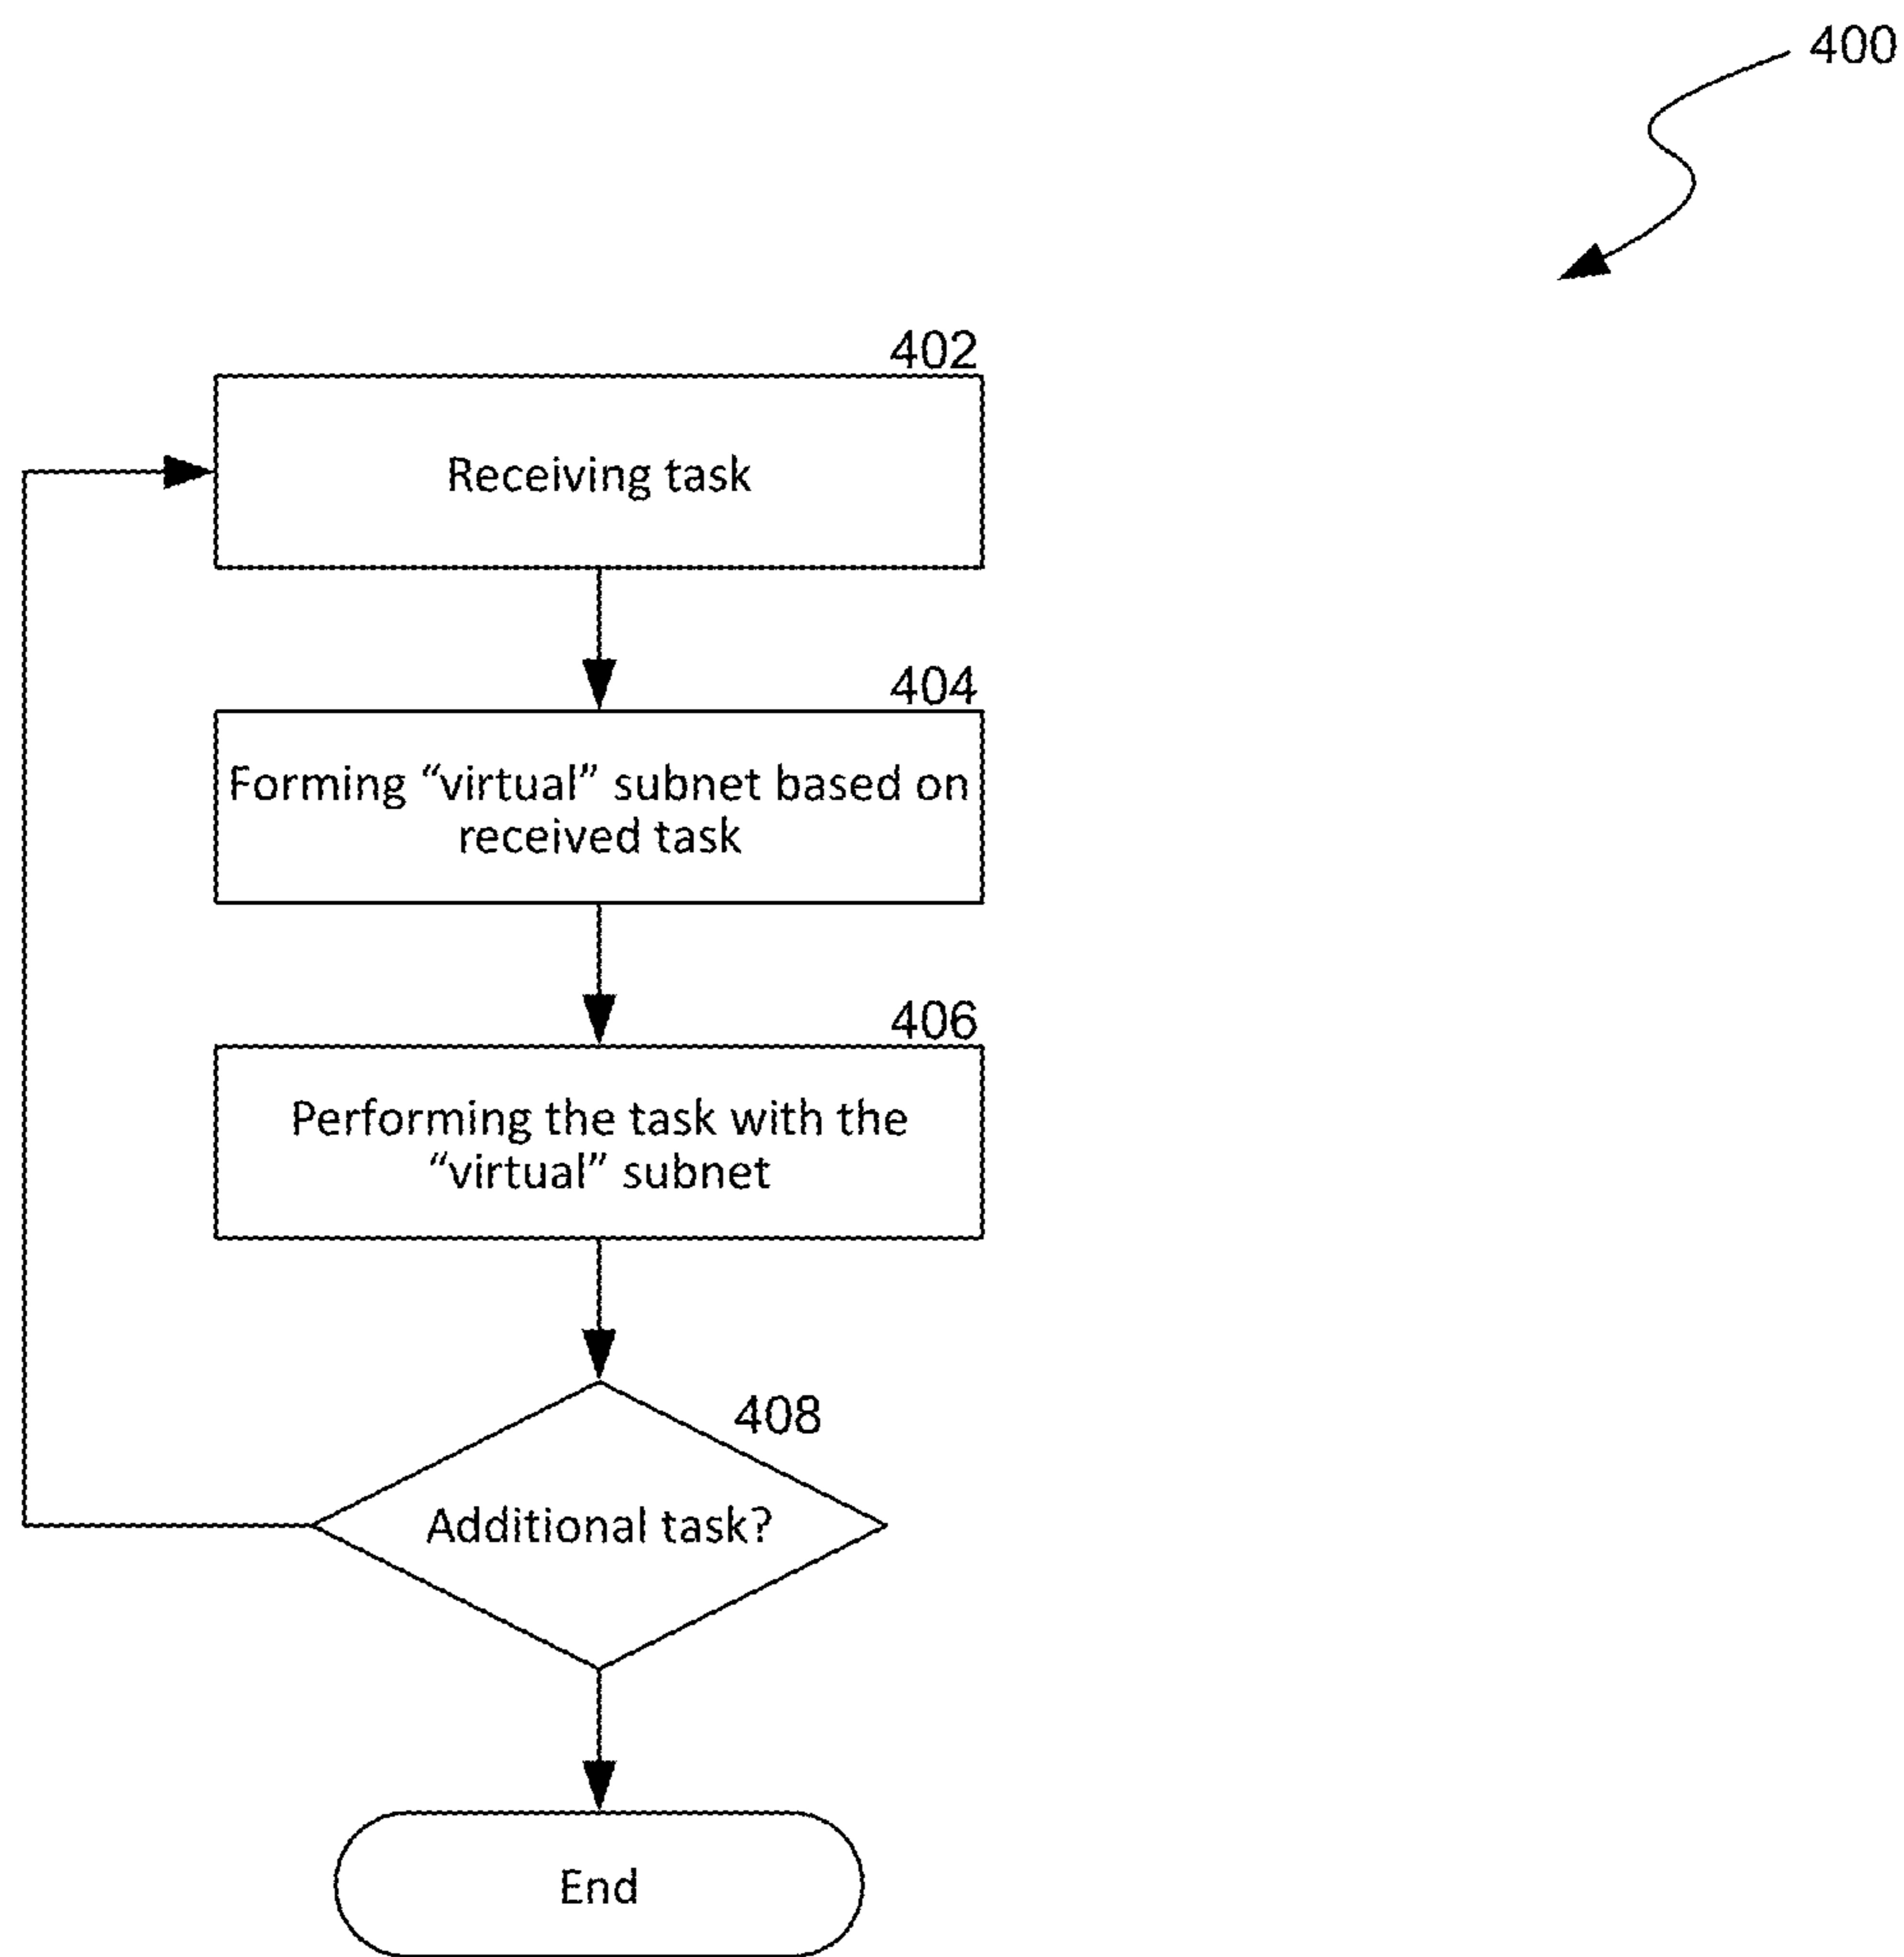 400
402
Receiving task
404
Forming “virtual” subnet based on
received task
406
Performing the task with the
“virtual” subnet
408
Additional task?
End